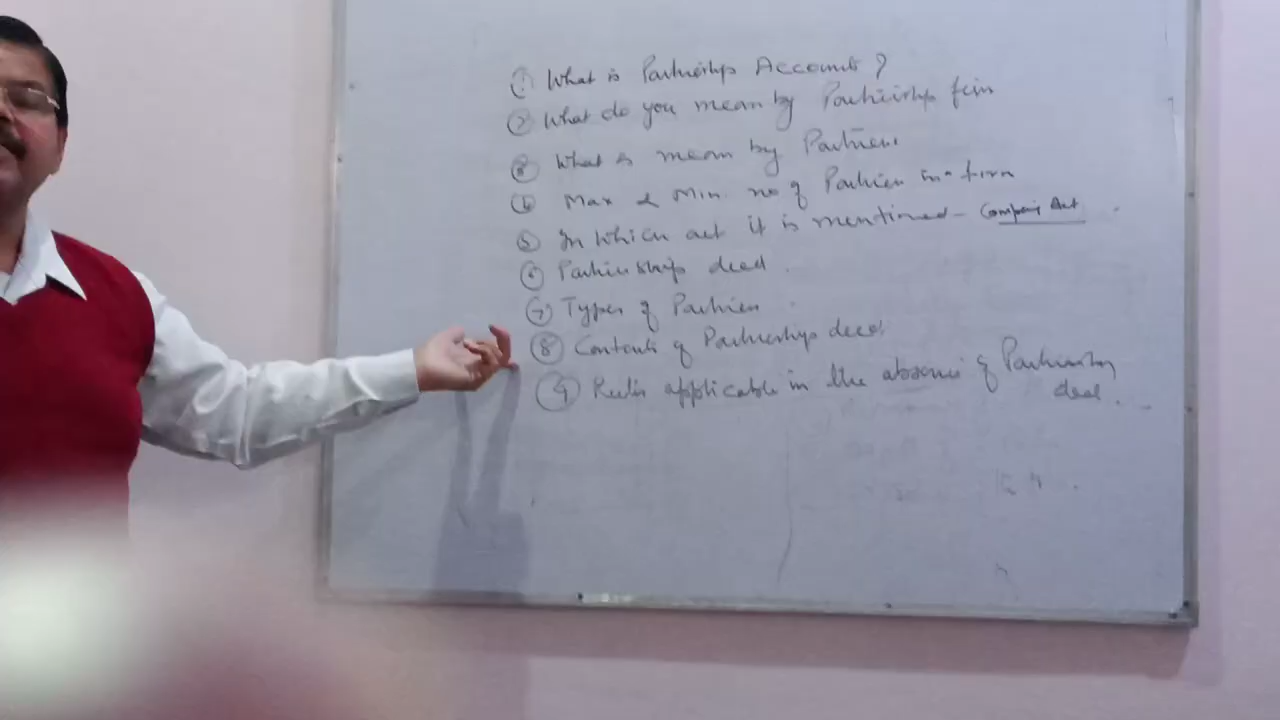 ① What is Partnership Accounts?
② What do you mean by Partnership firm
③ What is mean by Partners
④ Max & Min. no of Partners in a firm
⑤ In which act it is mentioned - Companies Act
⑥ Partnership deed.
⑦ Types of Partners.
⑧ Contents of Partnership deed
⑨ Rules applicable in the absence of Partnership
deed.